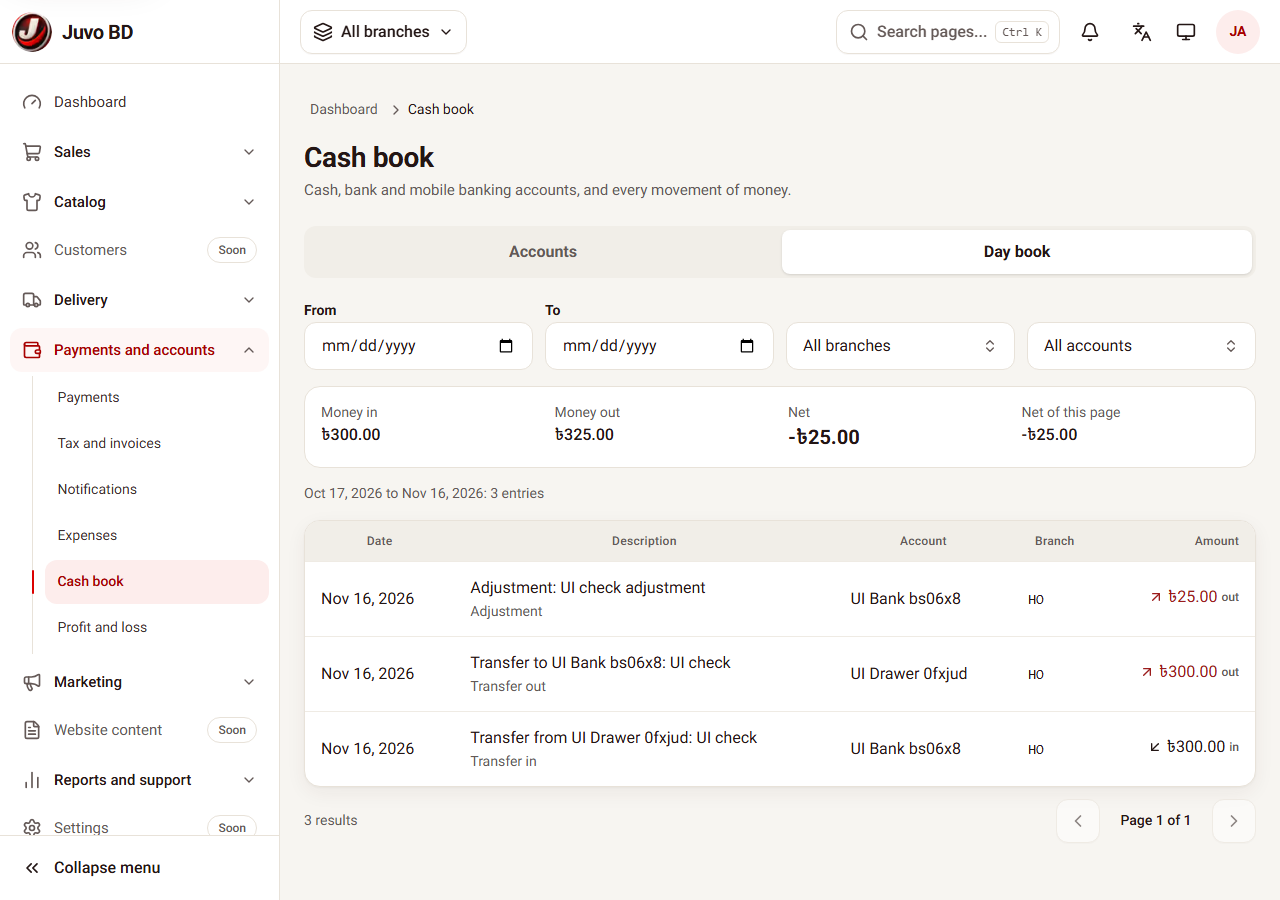 Juvo BD
All branches
Search pages...
Ctrl K
JA
Dashboard
Sales
Catalog
Customers
Soon
Delivery
Payments and accounts
Payments
Tax and invoices
Notifications
Expenses
Cash book
Profit and loss
Marketing
Website content
Soon
Reports and support
Settings
Soon
Collapse menu
Dashboard
Cash book
Cash book
Cash, bank and mobile banking accounts, and every movement of money.
Accounts
Day book
From
To
mm/dd/yyyy
mm/dd/yyyy
All branches
All accounts
Money in
Money out
Net
Net of this page
৳300.00
৳325.00
-৳25.00
-৳25.00
Oct 17, 2026 to Nov 16, 2026: 3 entries
Date Description Account Branch Amount
Nov 16, 2026 Adjustment: UI check adjustment UI Bank bs06x8 HO ৳25.00 out
Adjustment
Nov 16, 2026 Transfer to UI Bank bs06x8: UI check UI Drawer 0fxjud HO ৳300.00 out
Transfer out
Nov 16, 2026 Transfer from UI Drawer 0fxjud: UI check UI Bank bs06x8 HO ৳300.00 in
Transfer in
3 results
Page 1 of 1